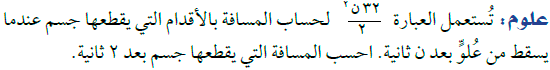 علوم: تُستعمل العبارة ٣٢ن٢/٢ لحساب المسافة بالأقدام التي يقطعها جسم عندما
يسقط من عُلوٍّ بعد ن ثانية. احسب المسافة التي يقطعها جسم بعد ٢ ثانية.